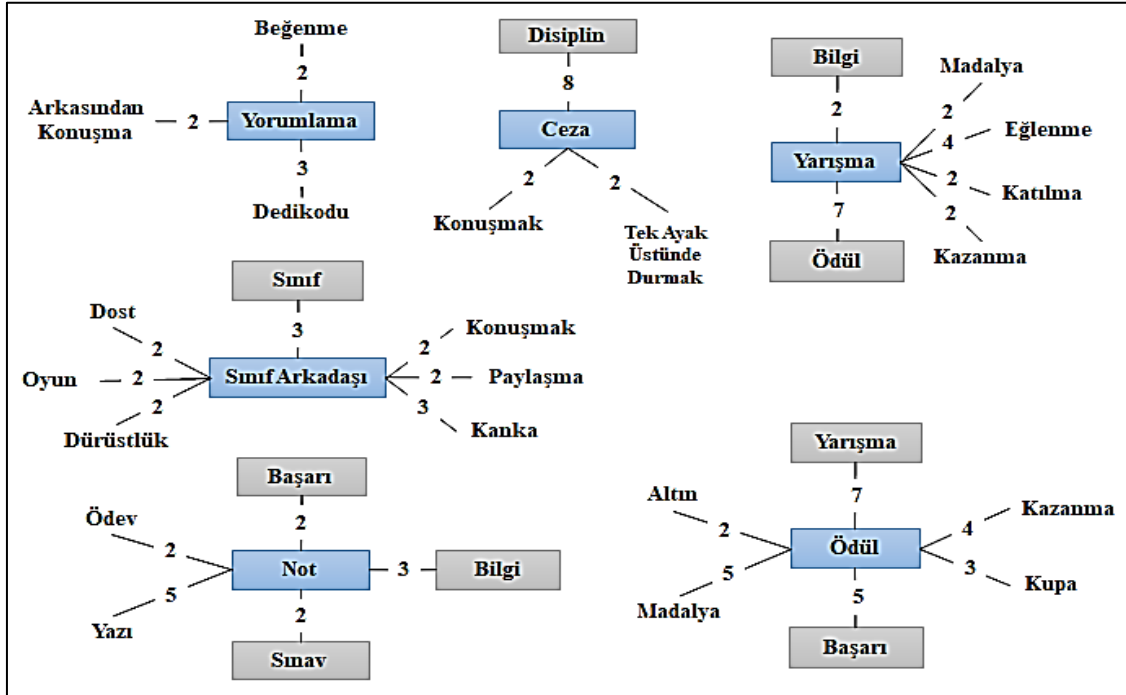 Beğenme
2
Arkasından
Konuşma
2
Yorumlama
3
Dedikodu
Disiplin
8
Ceza
2
2
Konuşmak
Tek Ayak
Üstünde
Durmak
Bilgi
2
Yarışma
7
Ödül
Madalya
2
Eğlenme
4
Katılma
2
Kazanma
2
Sınıf
3
Sınıf Arkadaşı
Dost
2
Oyun
2
Dürüstlük
2
Konuşmak
2
Paylaşma
2
Kanka
3
Başarı
2
Not
Ödev
2
Yazı
5
3
Bilgi
2
Sınav
Yarışma
7
Ödül
Altın
2
Madalya
5
Kazanma
4
Kupa
3
5
Başarı